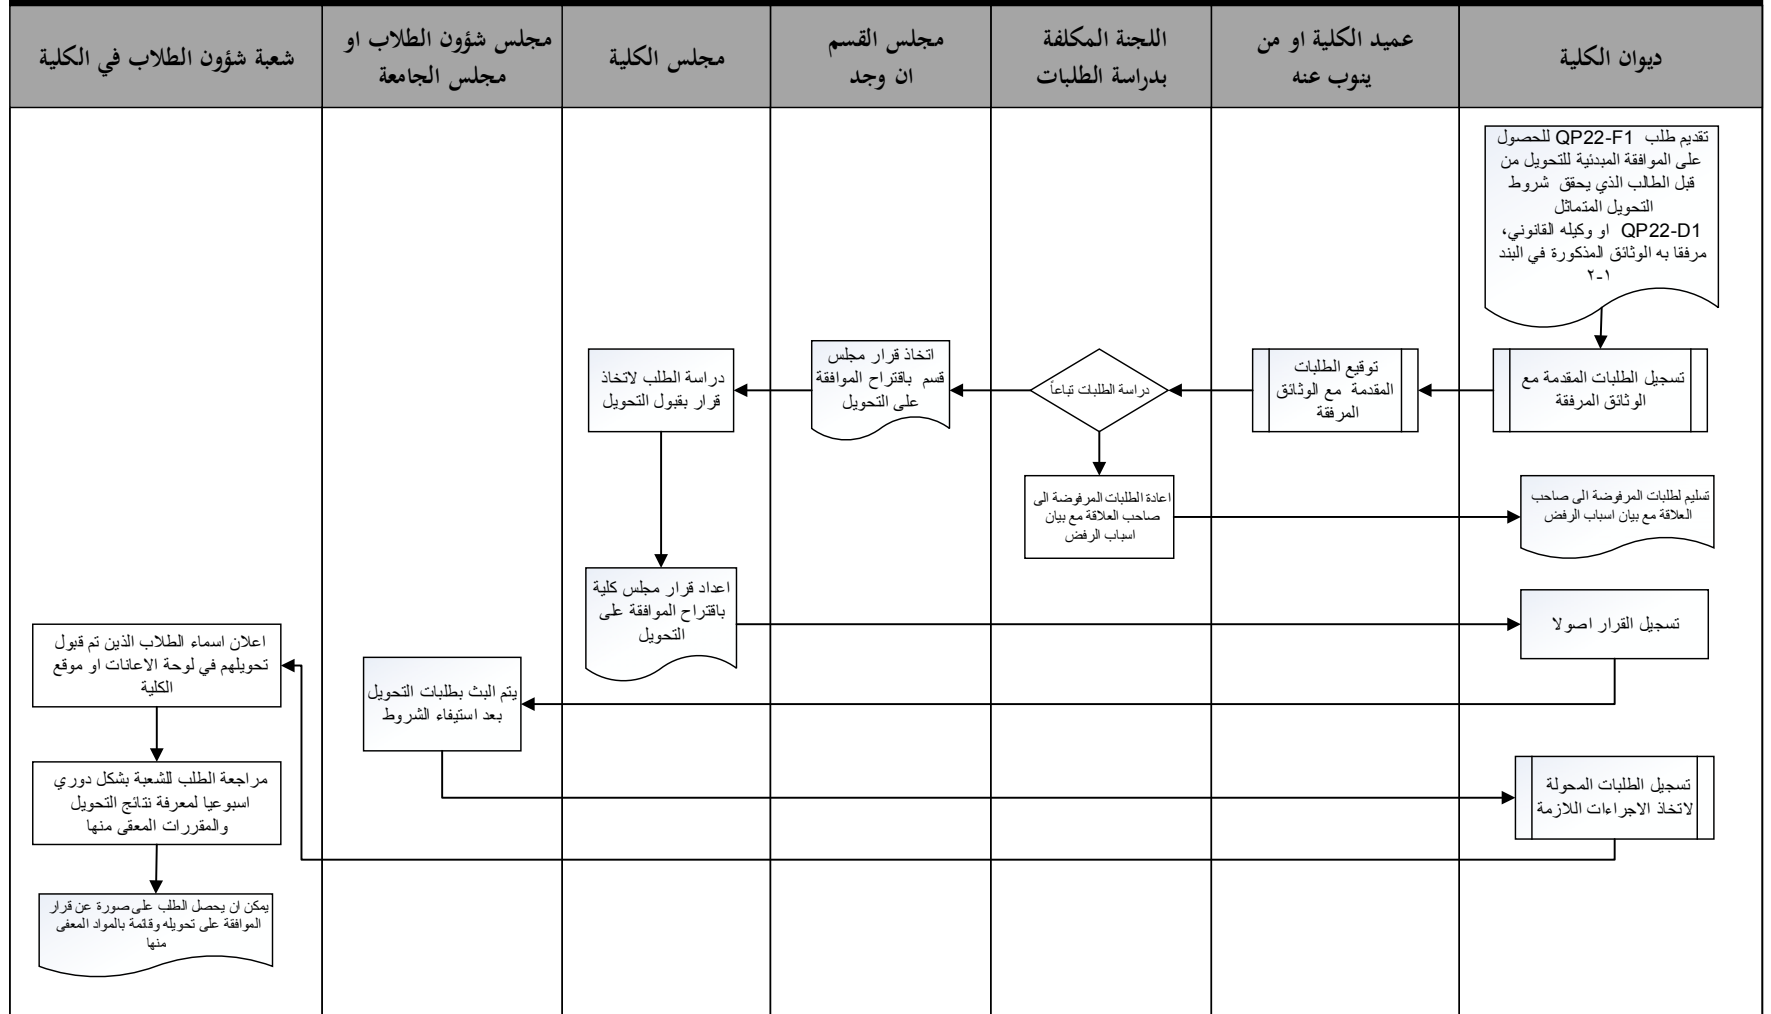 ديوان الكلية
عميد الكلية او من
ينوب عنه
اللجنة المكلفة
بدراسة الطلبات
مجلس القسم
ان وجد
مجلس الكلية
مجلس شؤون الطلاب او
مجلس الجامعة
شعبة شؤون الطلاب في الكلية
تقديم طلب QP22-F1 للحصول
على الموافقة المبدئية للتحويل من
قبل الطالب الذي يحقق شروط
التحويل المتماثل
QP22-D1 او وكيله القانوني،
مرفقا به الوثائق المذكورة في البند
٢-١
تسجيل الطلبات المقدمة مع
الوثائق المرفقة
توقيع الطلبات
المقدمة مع الوثائق
المرفقة
دراسة الطلبات تباعاً
اتخاذ قرار مجلس
قسم باقتراح الموافقة
على التحويل
دراسة الطلب لاتخاذ
قرار بقبول التحويل
اعادة الطلبات المرفوضة الى
صاحب العلاقة مع بيان
اسباب الرفض
تسليم لطلبات المرفوضة الى صاحب
العلاقة مع بيان اسباب الرفض
اعداد قرار مجلس كلية
باقتراح الموافقة على
التحويل
تسجيل القرار اصولا
يتم البث بطلبات التحويل
بعد استيفاء الشروط
تسجيل الطلبات المحولة
لاتخاذ الاجراءات اللازمة
اعلان اسماء الطلاب الذين تم قبول
تحويلهم في لوحة الاعانات او موقع
الكلية
مراجعة الطلب للشعبة بشكل دوري
اسبوعيا لمعرفة نتائج التحويل
والمقررات المعفى منها
يمكن ان يحصل الطلب على صورة عن قرار
الموافقة على تحويله وقائمة بالمواد المعفى
منها